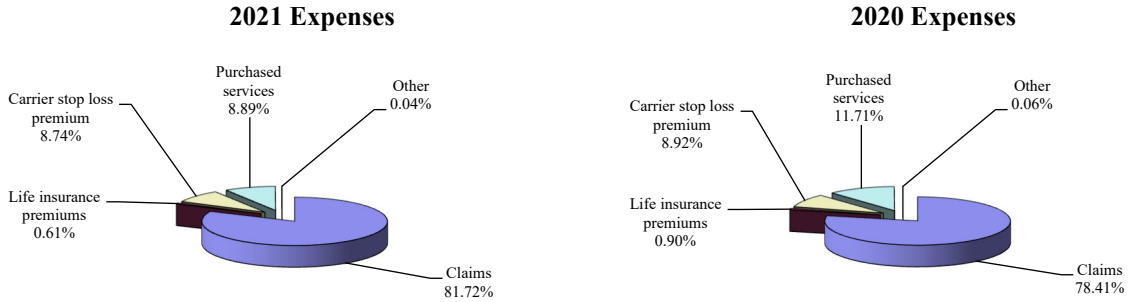 2021 Expenses
Purchased
services
8.89%
Other
0.04%
Carrier stop loss
premium
8.74%
Life insurance
premiums
0.61%
Claims
81.72%
2020 Expenses
Purchased
services
11.71%
Other
0.06%
Carrier stop loss
premium
8.92%
Life insurance
premiums
0.90%
Claims
78.41%